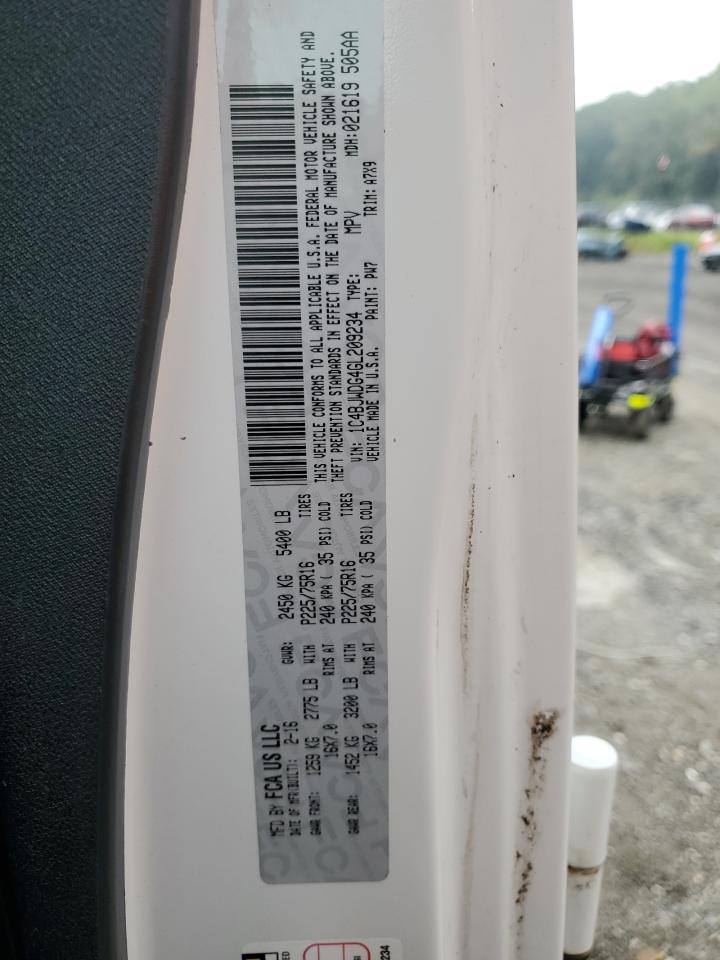 MFD BY FCA US LLC
DATE OF MFR(BUILT): 2-16 GVWR: 2450 KG 5400 LB
GAWR FRONT: 1259 KG 2775 LB WITH P225/75R16 TIRES
16X7.0 RIMS AT 240 KPA ( 35 PSI) COLD
GAWR REAR: 1452 KG 3200 LB WITH P225/75R16 TIRES
16X7.0 RIMS AT 240 KPA ( 35 PSI) COLD
THIS VEHICLE CONFORMS TO ALL APPLICABLE U.S.A. FEDERAL MOTOR VEHICLE SAFETY AND
THEFT PREVENTION STANDARDS IN EFFECT ON THE DATE OF MANUFACTURE SHOWN ABOVE.
VIN: 1C4BJWDG4GL209234 TYPE: MPV MDH:021619 505AA
VEHICLE MADE IN U.S.A. PAINT: PW7 TRIM: A7X9
234